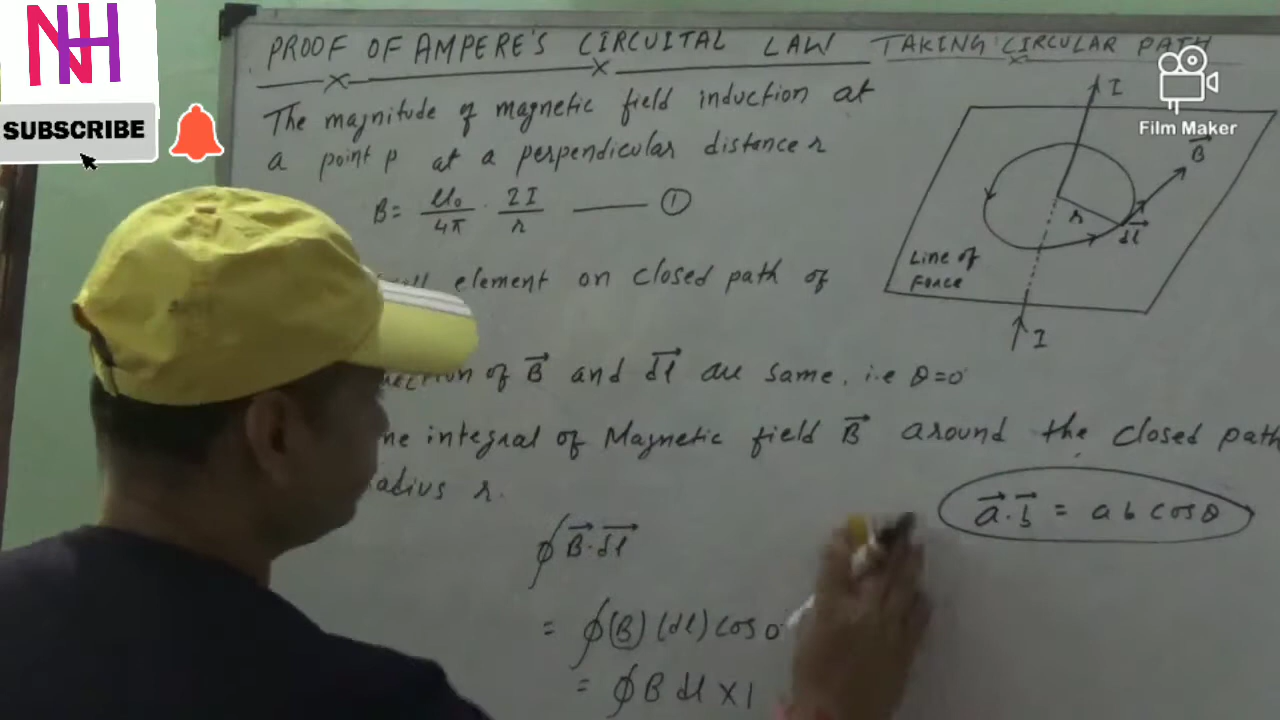 NH
SUBSCRIBE
PROOF OF AMPERE'S CIRCUITAL LAW TAKING CIRCULAR PATH
Film Maker
The magnitude of magnetic field induction at
a point P at a perpendicular distance r
B = μ₀/4π · 2I/r —— ①
element on closed path of
of B⃗ and dl⃗ are same, i.e θ=0°
integral of Magnetic field B⃗ around the closed path
radius r.
∮ B⃗·dl⃗
= ∮(B)(dl) cos 0°
= ∮ B dl × 1
a⃗·b⃗ = ab cosθ
I
B⃗
r
dl⃗
Line of
Force
I